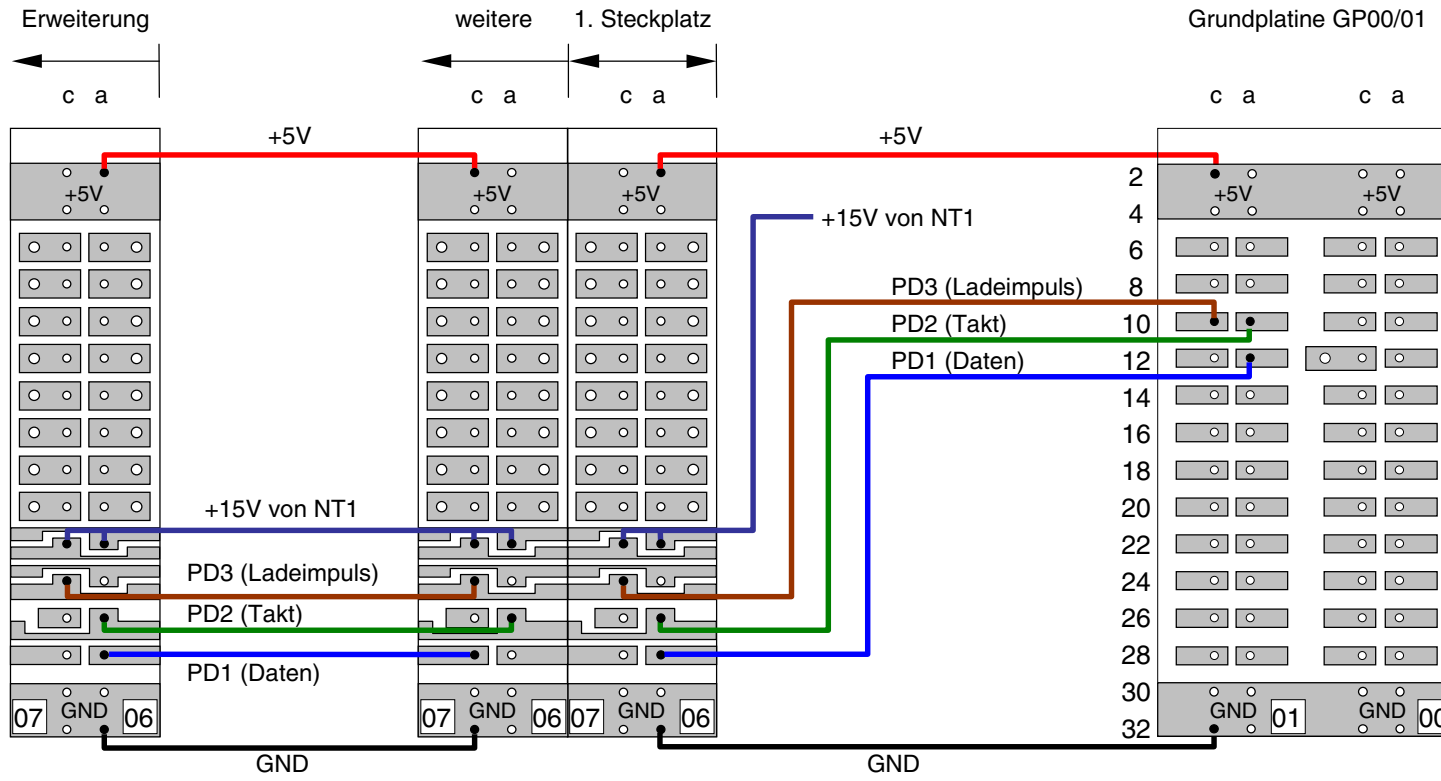 Erweiterung weitere 1. Steckplatz Grundplatine GP00/01
c a c a c a c a c a
+5V +5V
2
+5V +5V +5V +5V +5V
4
+15V von NT1
6
PD3 (Ladeimpuls) 8
PD2 (Takt) 10
PD1 (Daten) 12
14
16
18
20
+15V von NT1
22
PD3 (Ladeimpuls) 24
PD2 (Takt) 26
28
PD1 (Daten)
30
07 GND 06 07 GND 06 07 GND 06 GND 01 GND 00
32
GND GND